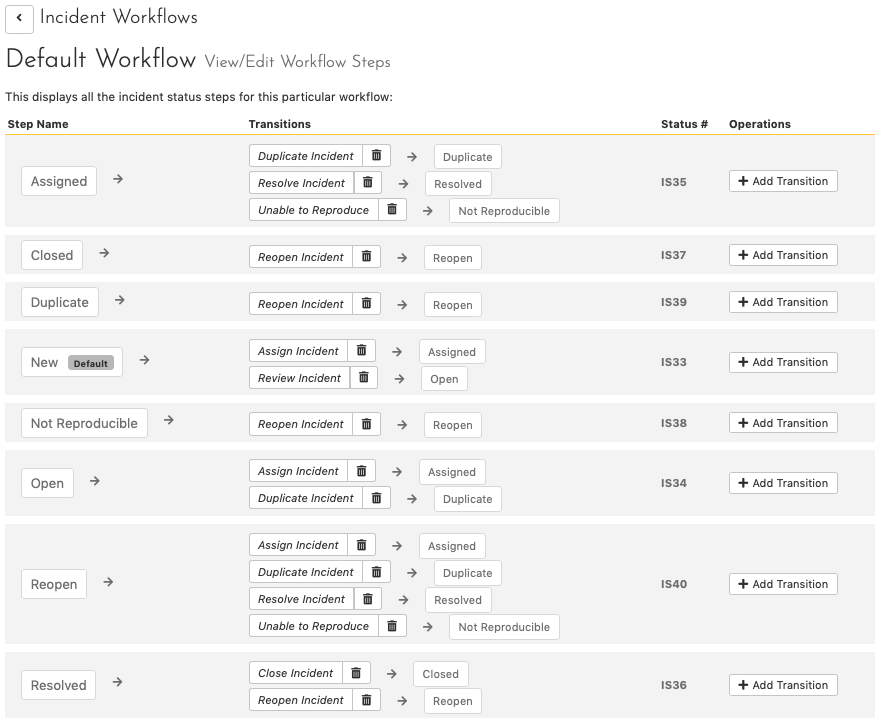 Incident Workflows
Default Workflow View/Edit Workflow Steps
This displays all the incident status steps for this particular workflow:
Step Name Transitions Status # Operations
Duplicate Incident Duplicate
Assigned Resolve Incident Resolved IS35 Add Transition
Unable to Reproduce Not Reproducible
Closed Reopen Incident Reopen IS37 Add Transition
Duplicate Reopen Incident Reopen IS39 Add Transition
Assign Incident Assigned
New Default IS33 Add Transition
Review Incident Open
Not Reproducible Reopen Incident Reopen IS38 Add Transition
Assign Incident Assigned
Open IS34 Add Transition
Duplicate Incident Duplicate
Assign Incident Assigned
Duplicate Incident Duplicate
Reopen IS40 Add Transition
Resolve Incident Resolved
Unable to Reproduce Not Reproducible
Close Incident Closed
Resolved IS36 Add Transition
Reopen Incident Reopen